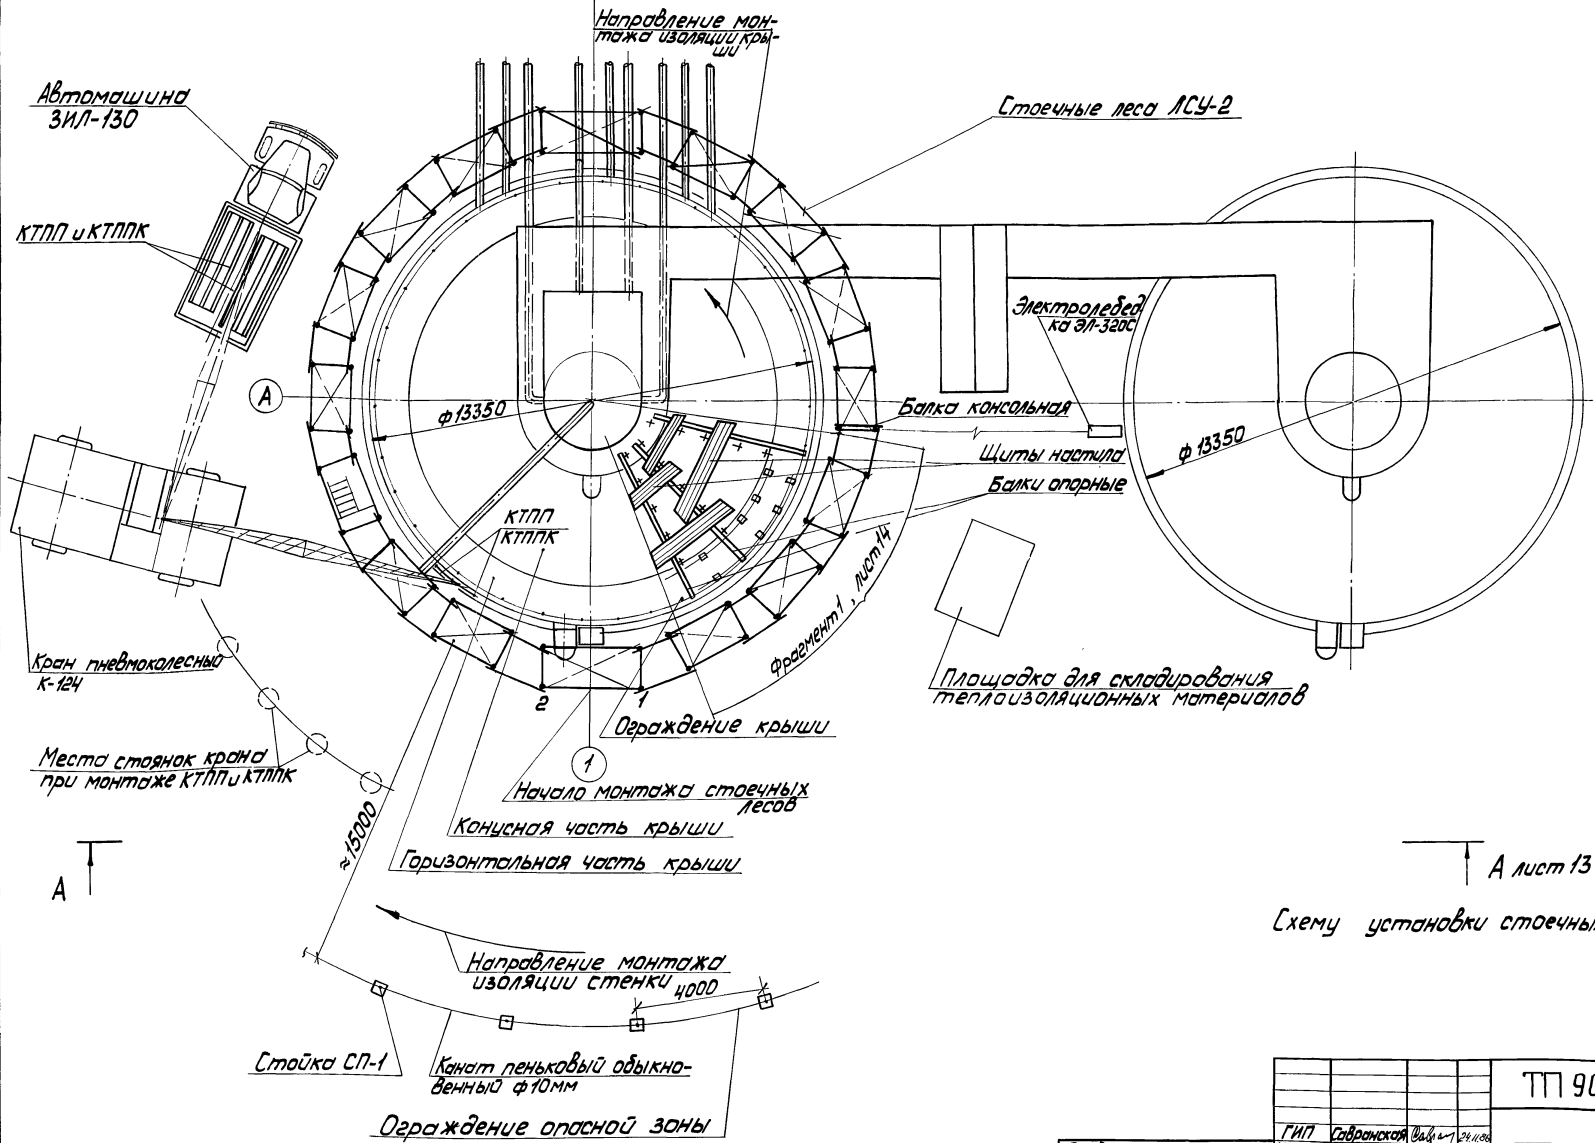 Направление мон-
тажа изоляции кры-
ши
Автомашина
ЗИЛ-130
Стоечные леса ЛСУ-2
КТПП и КТППК
Электролебед
ка ЭЛ-320С
А
ф13350
Балка консольная
ф 13350
Щиты настила
Балки опорные
КТПП
КТППК
Фрагмент 1, лист 14
Кран пневмоколесный
К-124
Площадка для складирования
теплоизоляционных материалов
2
1
Ограждение крыши
1
Места стоянок крана
при монтаже КТПП и КТППК
Начало монтажа стоечных
лесов
Конусная часть крыши
≈15000
Горизонтальная часть крыши
А
А лист 13
Схему установки стоечны
Направление монтажа
изоляции стенки
4000
Стойка СП-1
Канат пеньковый обыкно-
венный ф 10мм
Ограждение опасной зоны
ТП 90
ГИП Савранская 24.11.86